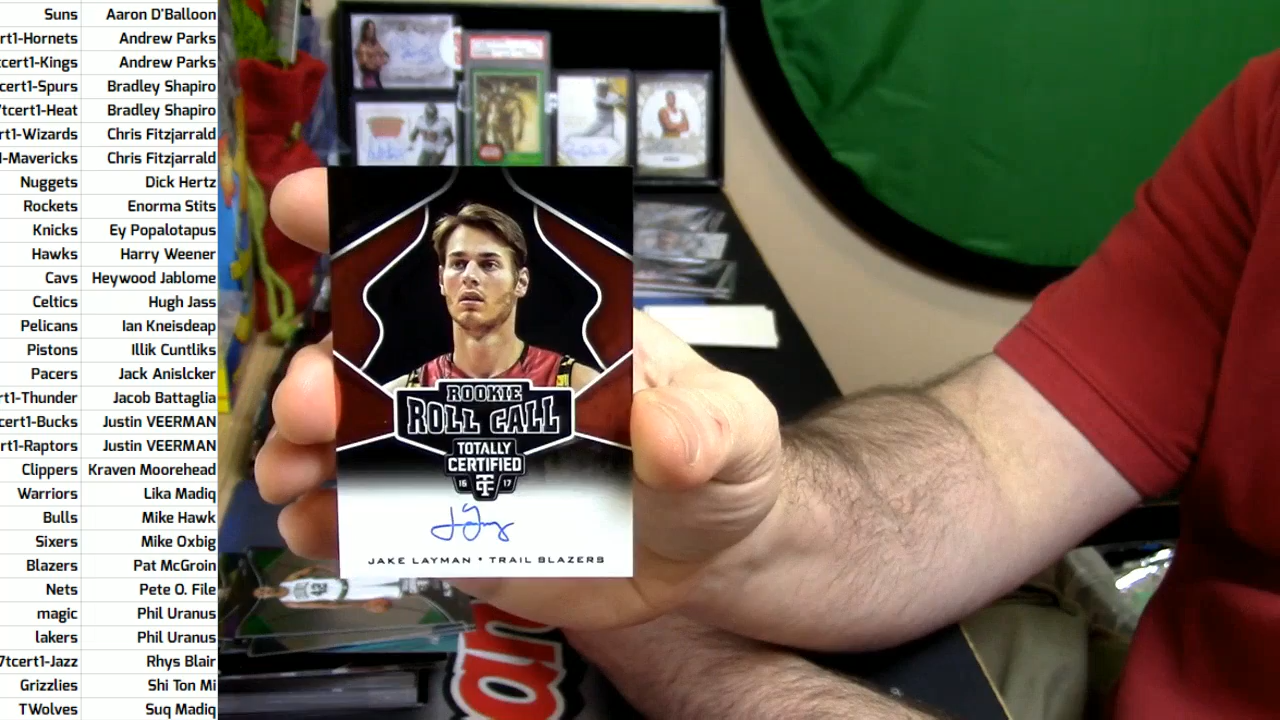 Suns Aaron D'Balloon
ert1-Hornets Andrew Parks
tcert1-Kings Andrew Parks
cert1-Spurs Bradley Shapiro
7tcert1-Heat Bradley Shapiro
rt1-Wizards Chris Fitzjarrald
1-Mavericks Chris Fitzjarrald
Nuggets Dick Hertz
Rockets Enorma Stits
Knicks Ey Popalotapus
Hawks Harry Weener
Cavs Heywood Jablome
Celtics Hugh Jass
Pelicans Ian Kneisdeap
Pistons Illik Cuntliks
Pacers Jack Anislcker
rt1-Thunder Jacob Battaglia
cert1-Bucks Justin VEERMAN
rt1-Raptors Justin VEERMAN
Clippers Kraven Moorehead
Warriors Lika Madiq
Bulls Mike Hawk
Sixers Mike Oxbig
Blazers Pat McGroin
Nets Pete O. File
magic Phil Uranus
lakers Phil Uranus
7tcert1-Jazz Rhys Blair
Grizzlies Shi Ton Mi
TWolves Suq Madiq
ROOKIE
ROLL CALL
TOTALLY
CERTIFIED
16 TC 17
JAKE LAYMAN • TRAIL BLAZERS